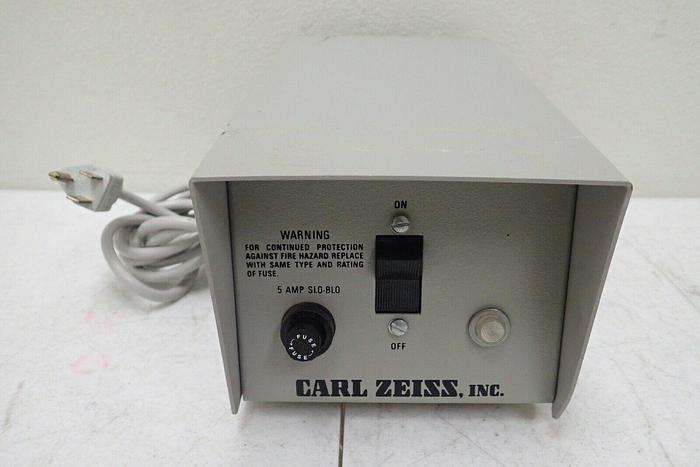 ON
WARNING
FOR CONTINUED PROTECTION
AGAINST FIRE HAZARD REPLACE
WITH SAME TYPE AND RATING
OF FUSE.
5 AMP SLO-BLO
FUSE
FUSE
OFF
CARL ZEISS, INC.